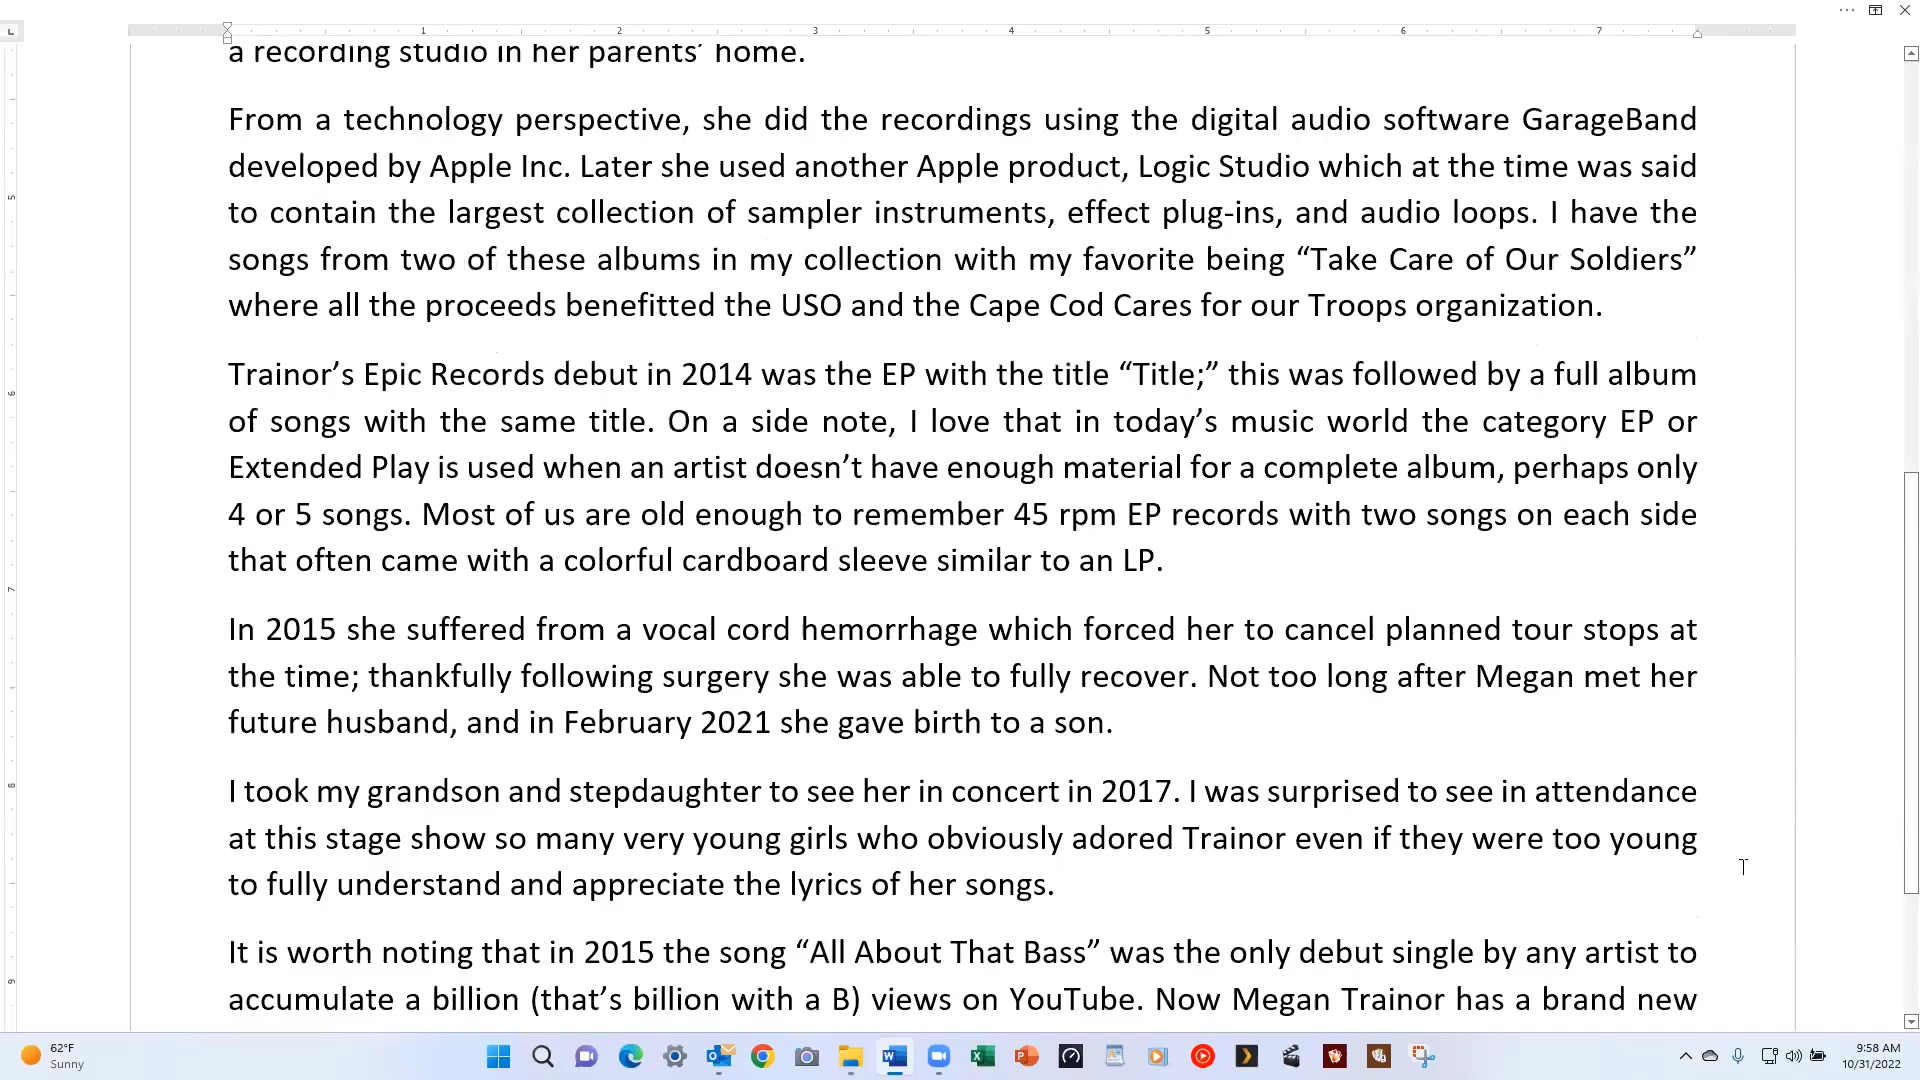 1 2 3 4 5 6 7
a recording studio in her parents’ home.
From a technology perspective, she did the recordings using the digital audio software GarageBand
developed by Apple Inc. Later she used another Apple product, Logic Studio which at the time was said
to contain the largest collection of sampler instruments, effect plug-ins, and audio loops. I have the
songs from two of these albums in my collection with my favorite being “Take Care of Our Soldiers”
where all the proceeds benefitted the USO and the Cape Cod Cares for our Troops organization.
Trainor’s Epic Records debut in 2014 was the EP with the title “Title;” this was followed by a full album
of songs with the same title. On a side note, I love that in today’s music world the category EP or
Extended Play is used when an artist doesn’t have enough material for a complete album, perhaps only
4 or 5 songs. Most of us are old enough to remember 45 rpm EP records with two songs on each side
that often came with a colorful cardboard sleeve similar to an LP.
In 2015 she suffered from a vocal cord hemorrhage which forced her to cancel planned tour stops at
the time; thankfully following surgery she was able to fully recover. Not too long after Megan met her
future husband, and in February 2021 she gave birth to a son.
I took my grandson and stepdaughter to see her in concert in 2017. I was surprised to see in attendance
at this stage show so many very young girls who obviously adored Trainor even if they were too young
to fully understand and appreciate the lyrics of her songs.
It is worth noting that in 2015 the song “All About That Bass” was the only debut single by any artist to
accumulate a billion (that’s billion with a B) views on YouTube. Now Megan Trainor has a brand new
5
6
7
8
9
62°F
Sunny
9:58 AM
10/31/2022